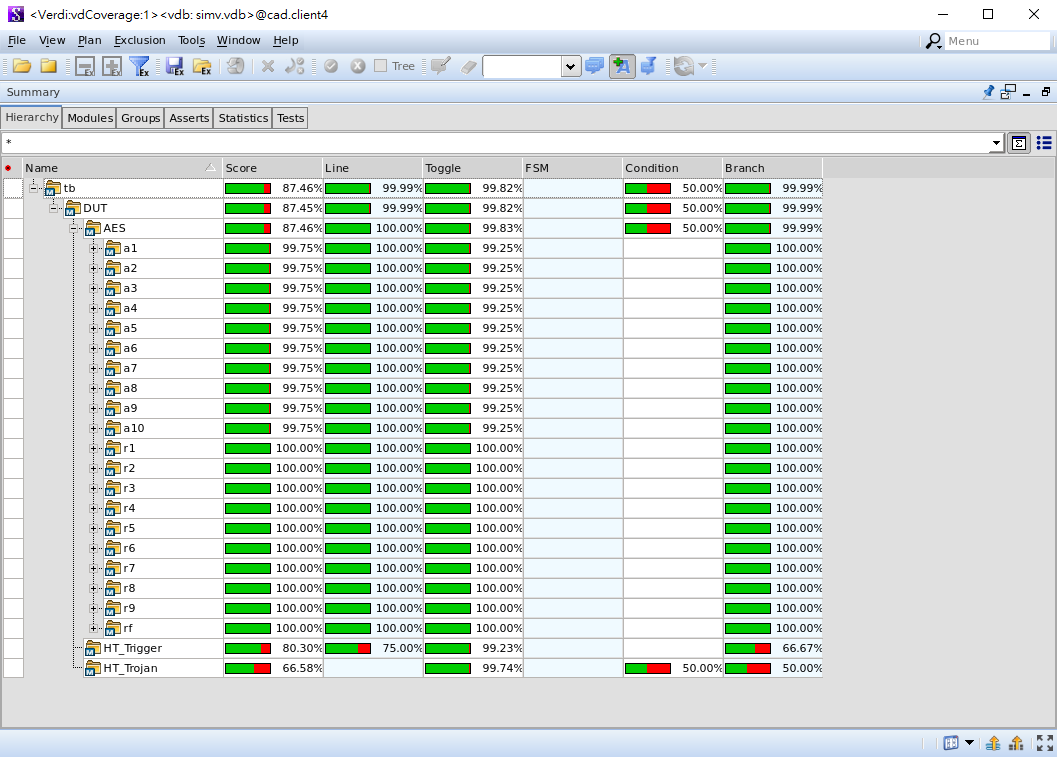 <Verdi:vdCoverage:1><vdb: simv.vdb>@cad.client4
File View Plan Exclusion Tools Window Help Menu
Ex Ex Ex Ex Ex Tree A
Summary
Hierarchy Modules Groups Asserts Statistics Tests
*
Name Score Line Toggle FSM Condition Branch
tb 87.46% 99.99% 99.82% 50.00% 99.99%
DUT 87.45% 99.99% 99.82% 50.00% 99.99%
AES 87.46% 100.00% 99.83% 50.00% 99.99%
a1 99.75% 100.00% 99.25% 100.00%
a2 99.75% 100.00% 99.25% 100.00%
a3 99.75% 100.00% 99.25% 100.00%
a4 99.75% 100.00% 99.25% 100.00%
a5 99.75% 100.00% 99.25% 100.00%
a6 99.75% 100.00% 99.25% 100.00%
a7 99.75% 100.00% 99.25% 100.00%
a8 99.75% 100.00% 99.25% 100.00%
a9 99.75% 100.00% 99.25% 100.00%
a10 99.75% 100.00% 99.25% 100.00%
r1 100.00% 100.00% 100.00% 100.00%
r2 100.00% 100.00% 100.00% 100.00%
r3 100.00% 100.00% 100.00% 100.00%
r4 100.00% 100.00% 100.00% 100.00%
r5 100.00% 100.00% 100.00% 100.00%
r6 100.00% 100.00% 100.00% 100.00%
r7 100.00% 100.00% 100.00% 100.00%
r8 100.00% 100.00% 100.00% 100.00%
r9 100.00% 100.00% 100.00% 100.00%
rf 100.00% 100.00% 100.00% 100.00%
HT_Trigger 80.30% 75.00% 99.23% 66.67%
HT_Trojan 66.58% 99.74% 50.00% 50.00%